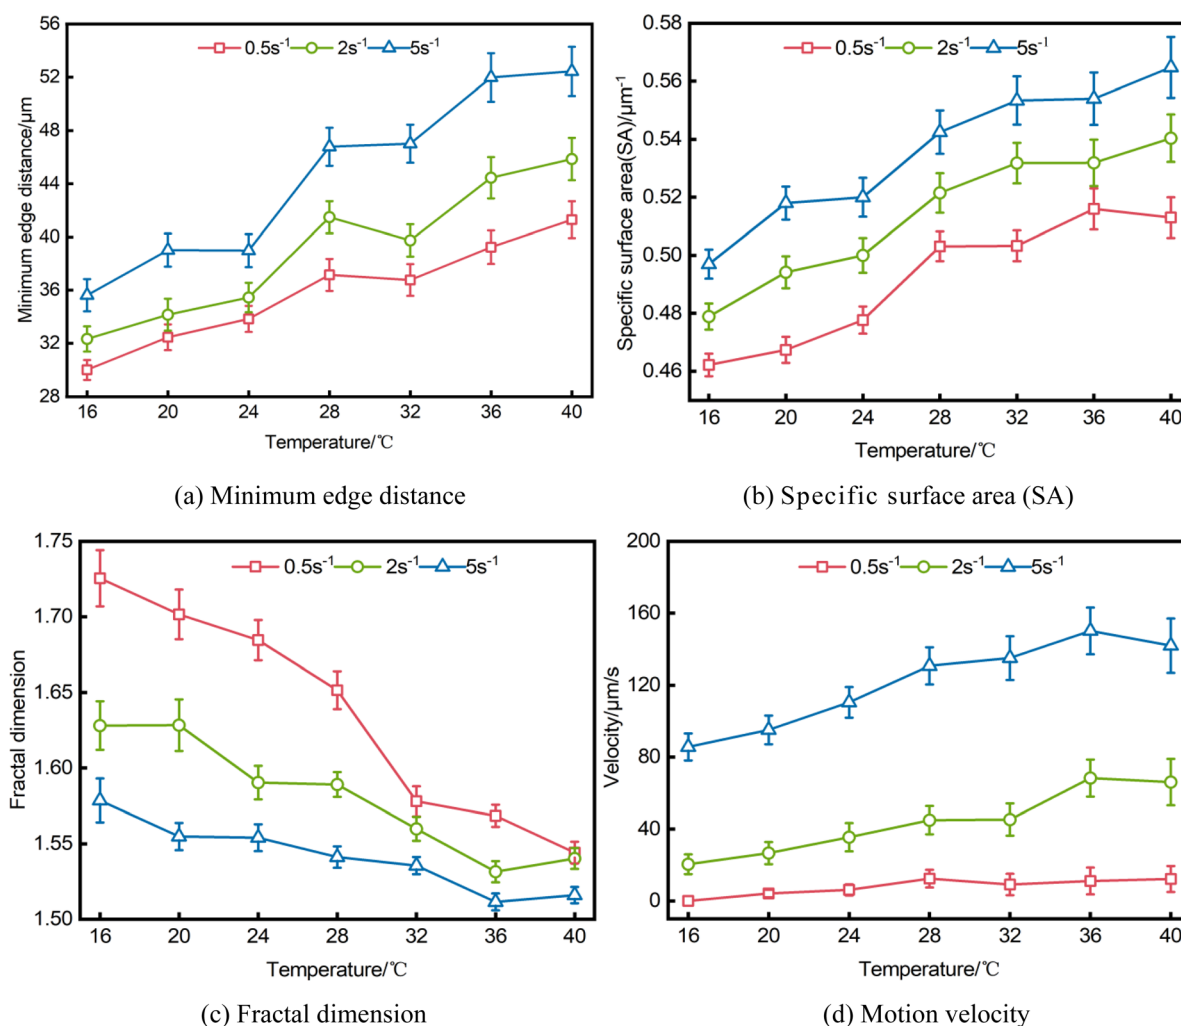 0.5s⁻¹ 2s⁻¹ 5s⁻¹
Minimum edge distance/μm
56
52
48
44
40
36
32
28
16 20 24 28 32 36 40
Temperature/℃
(a) Minimum edge distance
0.5s⁻¹ 2s⁻¹ 5s⁻¹
Specific surface area(SA)/μm⁻¹
0.58
0.56
0.54
0.52
0.50
0.48
0.46
16 20 24 28 32 36 40
Temperature/℃
(b) Specific surface area (SA)
0.5s⁻¹ 2s⁻¹ 5s⁻¹
Fractal dimension
1.75
1.70
1.65
1.60
1.55
1.50
16 20 24 28 32 36 40
Temperature/℃
(c) Fractal dimension
0.5s⁻¹ 2s⁻¹ 5s⁻¹
Velocity/μm/s
200
160
120
80
40
0
16 20 24 28 32 36 40
Temperature/℃
(d) Motion velocity